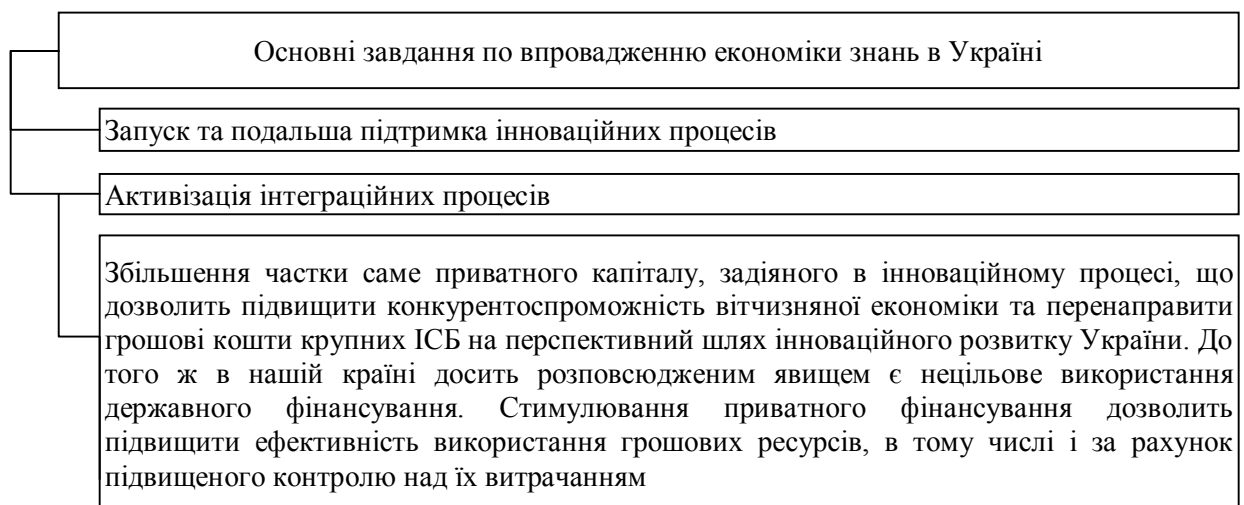 Основні завдання по впровадженню економіки знань в Україні
Запуск та подальша підтримка інноваційних процесів
Активізація інтеграційних процесів
Збільшення частки саме приватного капіталу, задіяного в інноваційному процесі, що
дозволить підвищити конкурентоспроможність вітчизняної економіки та перенаправити
грошові кошти крупних ІСБ на перспективний шлях інноваційного розвитку України. До
того ж в нашій країні досить розповсюдженим явищем є нецільове використання
державного фінансування. Стимулювання приватного фінансування дозволить
підвищити ефективність використання грошових ресурсів, в тому числі і за рахунок
підвищеного контролю над їх витрачанням